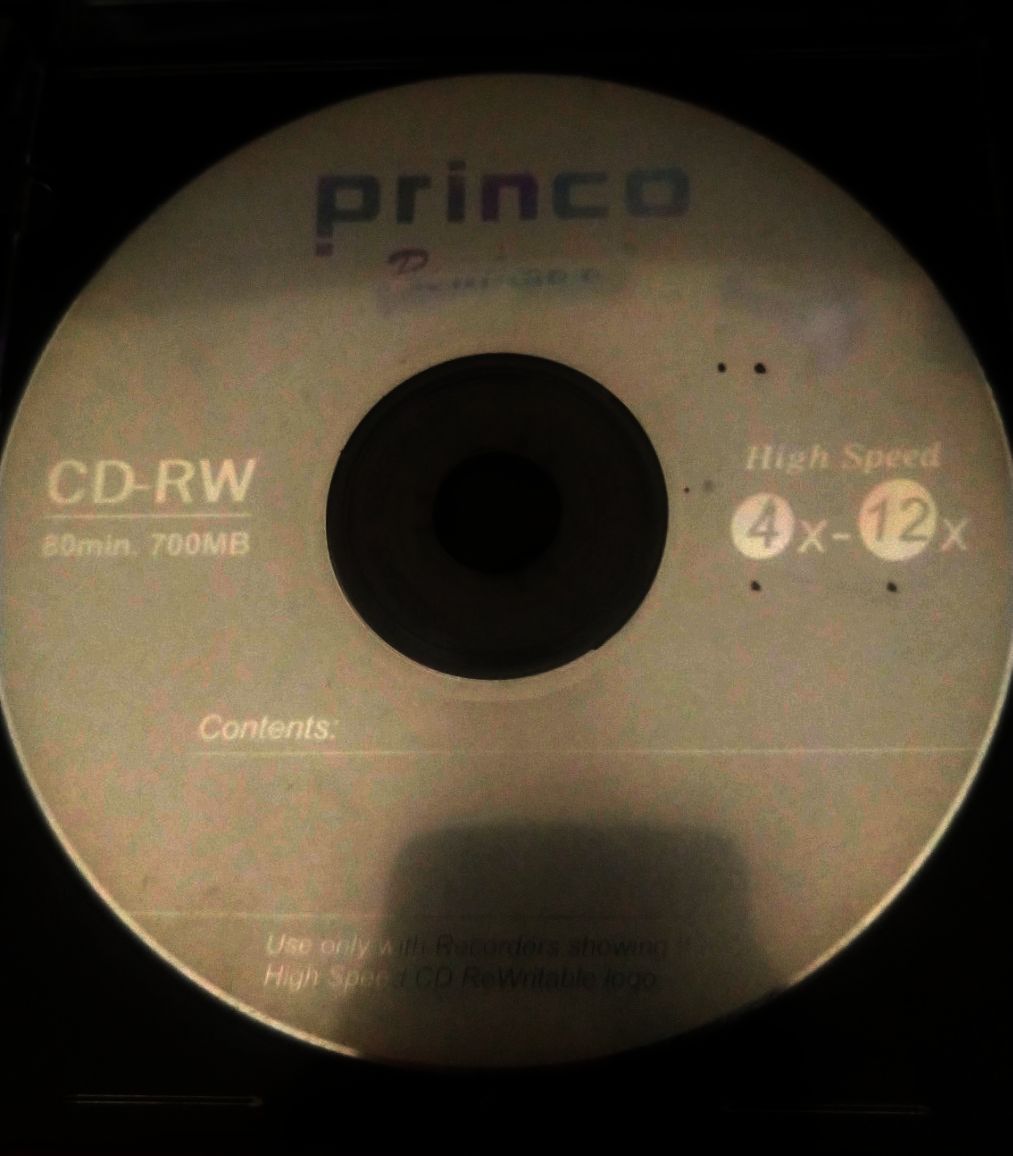 princo
CD-RW
High Speed
80min. 700MB
4x-12x
Contents:
Use only with Recorders showing
High Speed CD ReWritable logo